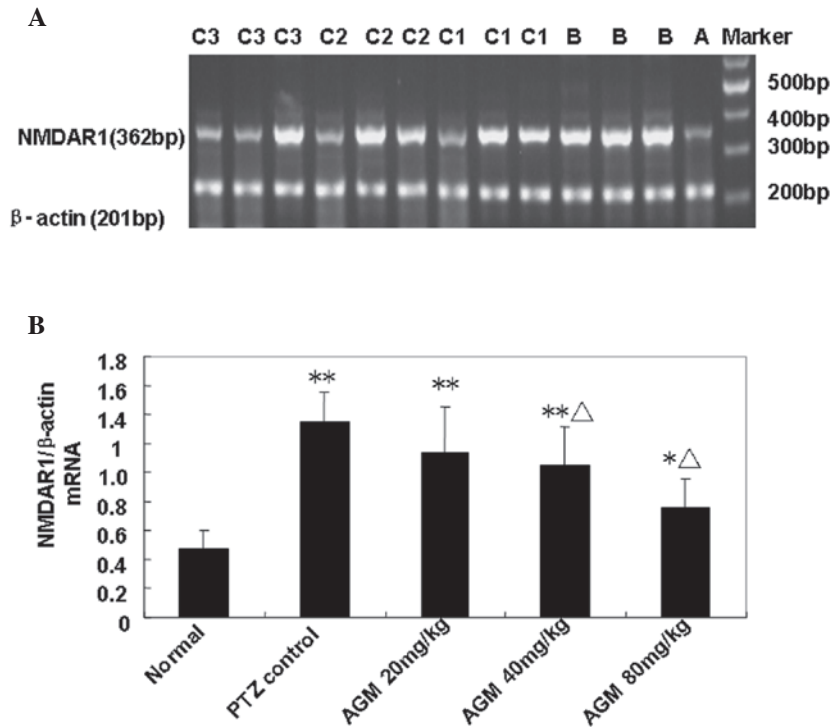 A
C3 C3 C3 C2 C2 C2 C1 C1 C1 B B B A Marker
500bp
400bp
NMDAR1(362bp)
300bp
200bp
β-actin (201bp)
B
1.8
1.6
1.4
1
1.0
0.8
0.6
0.4
0.2
0
NMDAR1/β-actin
mRNA
**
**
**△
*△
Normal
PTZ control
AGM 20mg/kg
AGM 40mg/kg
AGM 80mg/kg